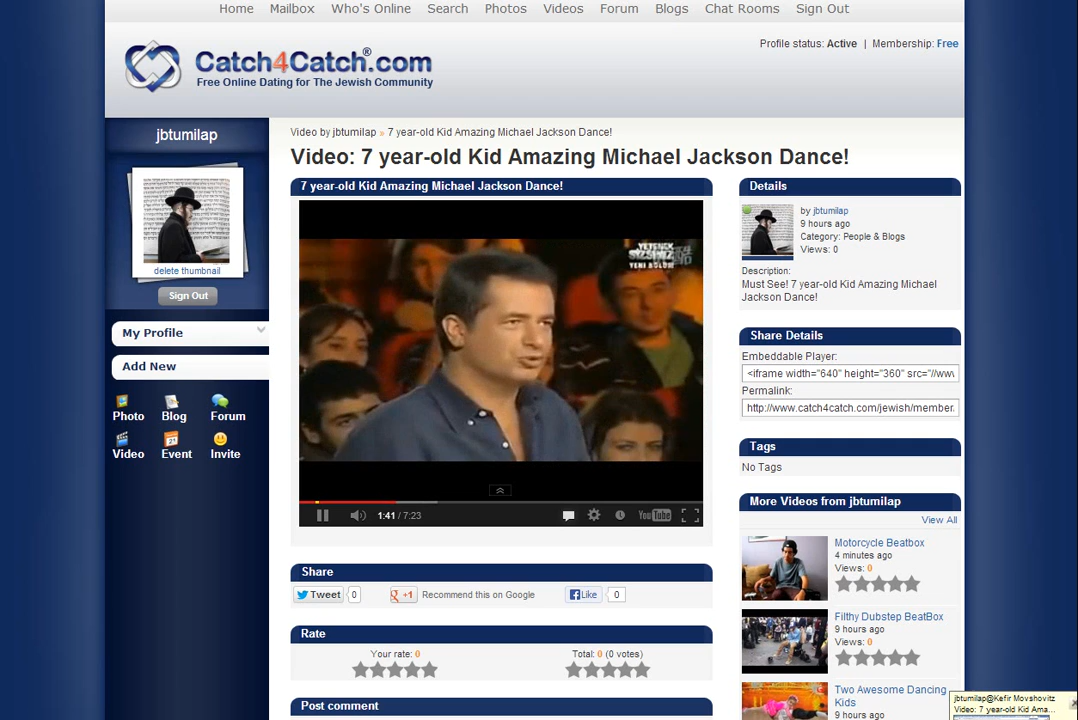 Home Mailbox Who's Online Search Photos Videos Forum Blogs Chat Rooms Sign Out
Profile status: Active | Membership: Free
Catch4Catch®.com
Free Online Dating for The Jewish Community
jbtumilap
delete thumbnail
Sign Out
My Profile
Add New
Photo Blog Forum
Video Event Invite
Video by jbtumilap » 7 year-old Kid Amazing Michael Jackson Dance!
Video: 7 year-old Kid Amazing Michael Jackson Dance!
7 year-old Kid Amazing Michael Jackson Dance!
YETENEK
SİZSİNİZ
YENİ BÖLÜM
1:41 / 7:23
YouTube
Share
Tweet 0 +1 Recommend this on Google Like 0
Rate
Your rate: 0 Total: 0 (0 votes)
Post comment
Details
by jbtumilap
9 hours ago
Category: People & Blogs
Views: 0
Description:
Must See! 7 year-old Kid Amazing Michael
Jackson Dance!
Share Details
Embeddable Player:
<iframe width="640" height="360" src="//ww
Permalink:
http://www.catch4catch.com/jewish/member.
Tags
No Tags
More Videos from jbtumilap
View All
Motorcycle Beatbox
4 minutes ago
Views: 0
Filthy Dubstep BeatBox
9 hours ago
Views: 0
Two Awesome Dancing
Kids
9 hours ago
jbtumilap@Kefir Movshovitz
Video: 7 year-old Kid Ama...